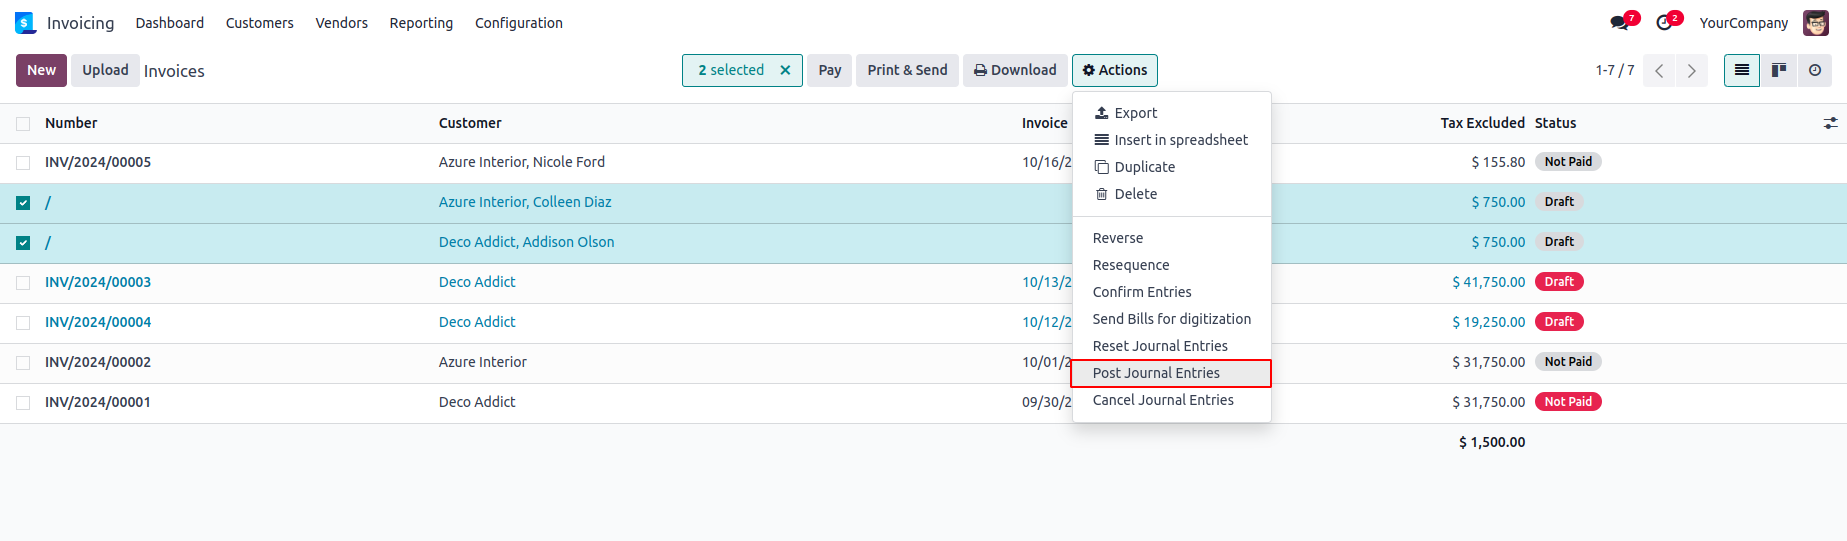 Invoicing Dashboard Customers Vendors Reporting Configuration 7 2 YourCompany
New Upload Invoices 2 selected × Pay Print & Send Download Actions 1-7 / 7
Number Customer Invoice Tax Excluded Status
INV/2024/00005 Azure Interior, Nicole Ford 10/16/2 $ 155.80 Not Paid
/ Azure Interior, Colleen Diaz $ 750.00 Draft
/ Deco Addict, Addison Olson $ 750.00 Draft
INV/2024/00003 Deco Addict 10/13/2 $ 41,750.00 Draft
INV/2024/00004 Deco Addict 10/12/2 $ 19,250.00 Draft
INV/2024/00002 Azure Interior 10/01/2 $ 31,750.00 Not Paid
INV/2024/00001 Deco Addict 09/30/2 $ 31,750.00 Not Paid
$ 1,500.00
Export
Insert in spreadsheet
Duplicate
Delete
Reverse
Resequence
Confirm Entries
Send Bills for digitization
Reset Journal Entries
Post Journal Entries
Cancel Journal Entries